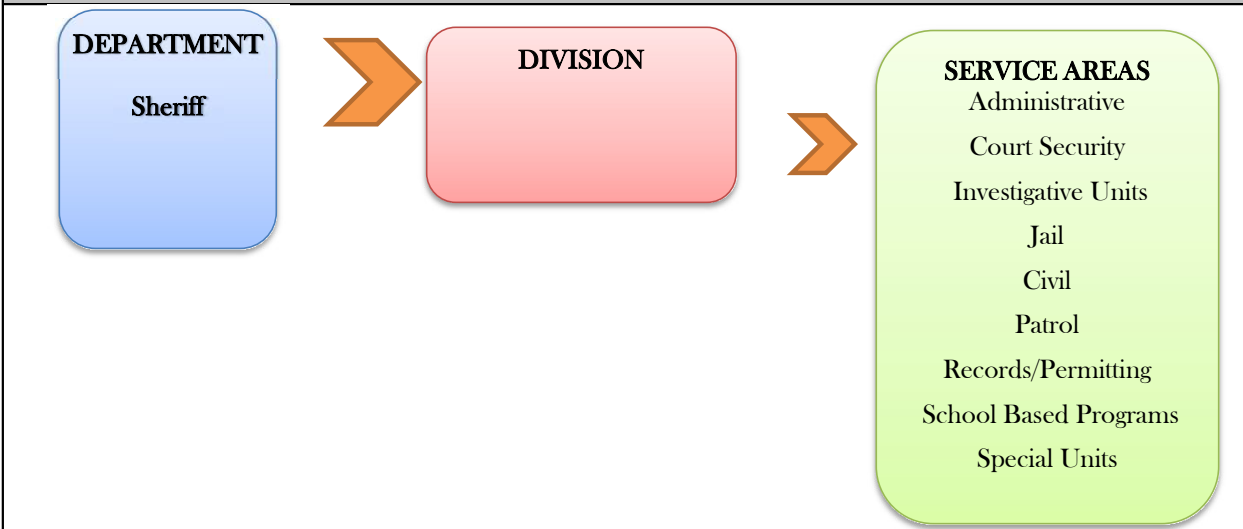 DEPARTMENT
Sheriff
DIVISION
SERVICE AREAS
Administrative
Court Security
Investigative Units
Jail
Civil
Patrol
Records/Permitting
School Based Programs
Special Units